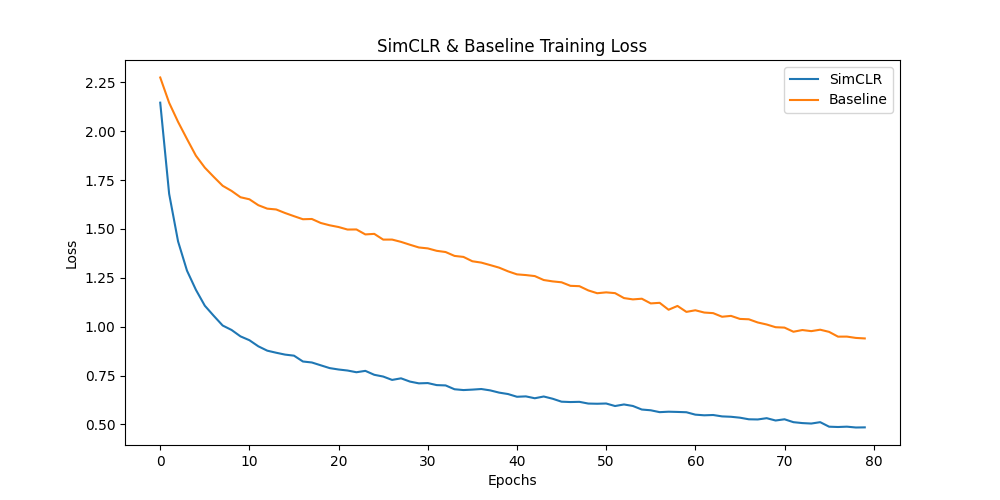 SimCLR & Baseline Training Loss
SimCLR
Baseline
2.25
2.00
1.75
1.50
1.25
1.00
0.75
0.50
Loss
0 10 20 30 40 50 60 70 80
Epochs